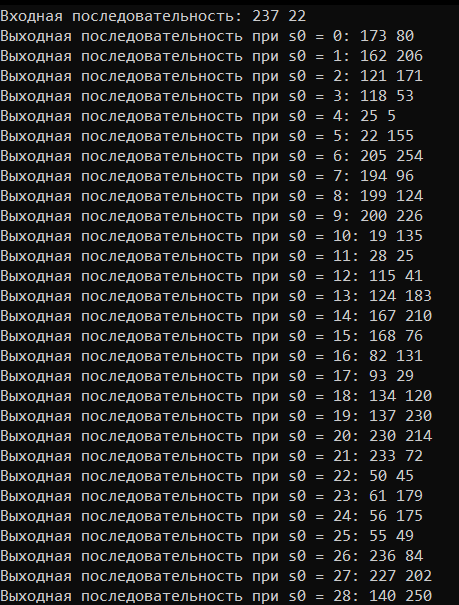 Входная последовательность: 237 22
Выходная последовательность при s0 = 0: 173 80
Выходная последовательность при s0 = 1: 162 206
Выходная последовательность при s0 = 2: 121 171
Выходная последовательность при s0 = 3: 118 53
Выходная последовательность при s0 = 4: 25 5
Выходная последовательность при s0 = 5: 22 155
Выходная последовательность при s0 = 6: 205 254
Выходная последовательность при s0 = 7: 194 96
Выходная последовательность при s0 = 8: 199 124
Выходная последовательность при s0 = 9: 200 226
Выходная последовательность при s0 = 10: 19 135
Выходная последовательность при s0 = 11: 28 25
Выходная последовательность при s0 = 12: 115 41
Выходная последовательность при s0 = 13: 124 183
Выходная последовательность при s0 = 14: 167 210
Выходная последовательность при s0 = 15: 168 76
Выходная последовательность при s0 = 16: 82 131
Выходная последовательность при s0 = 17: 93 29
Выходная последовательность при s0 = 18: 134 120
Выходная последовательность при s0 = 19: 137 230
Выходная последовательность при s0 = 20: 230 214
Выходная последовательность при s0 = 21: 233 72
Выходная последовательность при s0 = 22: 50 45
Выходная последовательность при s0 = 23: 61 179
Выходная последовательность при s0 = 24: 56 175
Выходная последовательность при s0 = 25: 55 49
Выходная последовательность при s0 = 26: 236 84
Выходная последовательность при s0 = 27: 227 202
Выходная последовательность при s0 = 28: 140 250